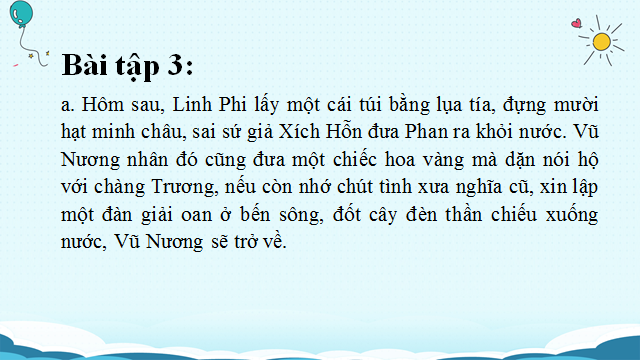 Bài tập 3:
a. Hôm sau, Linh Phi lấy một cái túi bằng lụa tía, đựng mười
hạt minh châu, sai sứ giả Xích Hỗn đưa Phan ra khỏi nước. Vũ
Nương nhân đó cũng đưa một chiếc hoa vàng mà dặn nói hộ
với chàng Trương, nếu còn nhớ chút tình xưa nghĩa cũ, xin lập
một đàn giải oan ở bến sông, đốt cây đèn thần chiếu xuống
nước, Vũ Nương sẽ trở về.